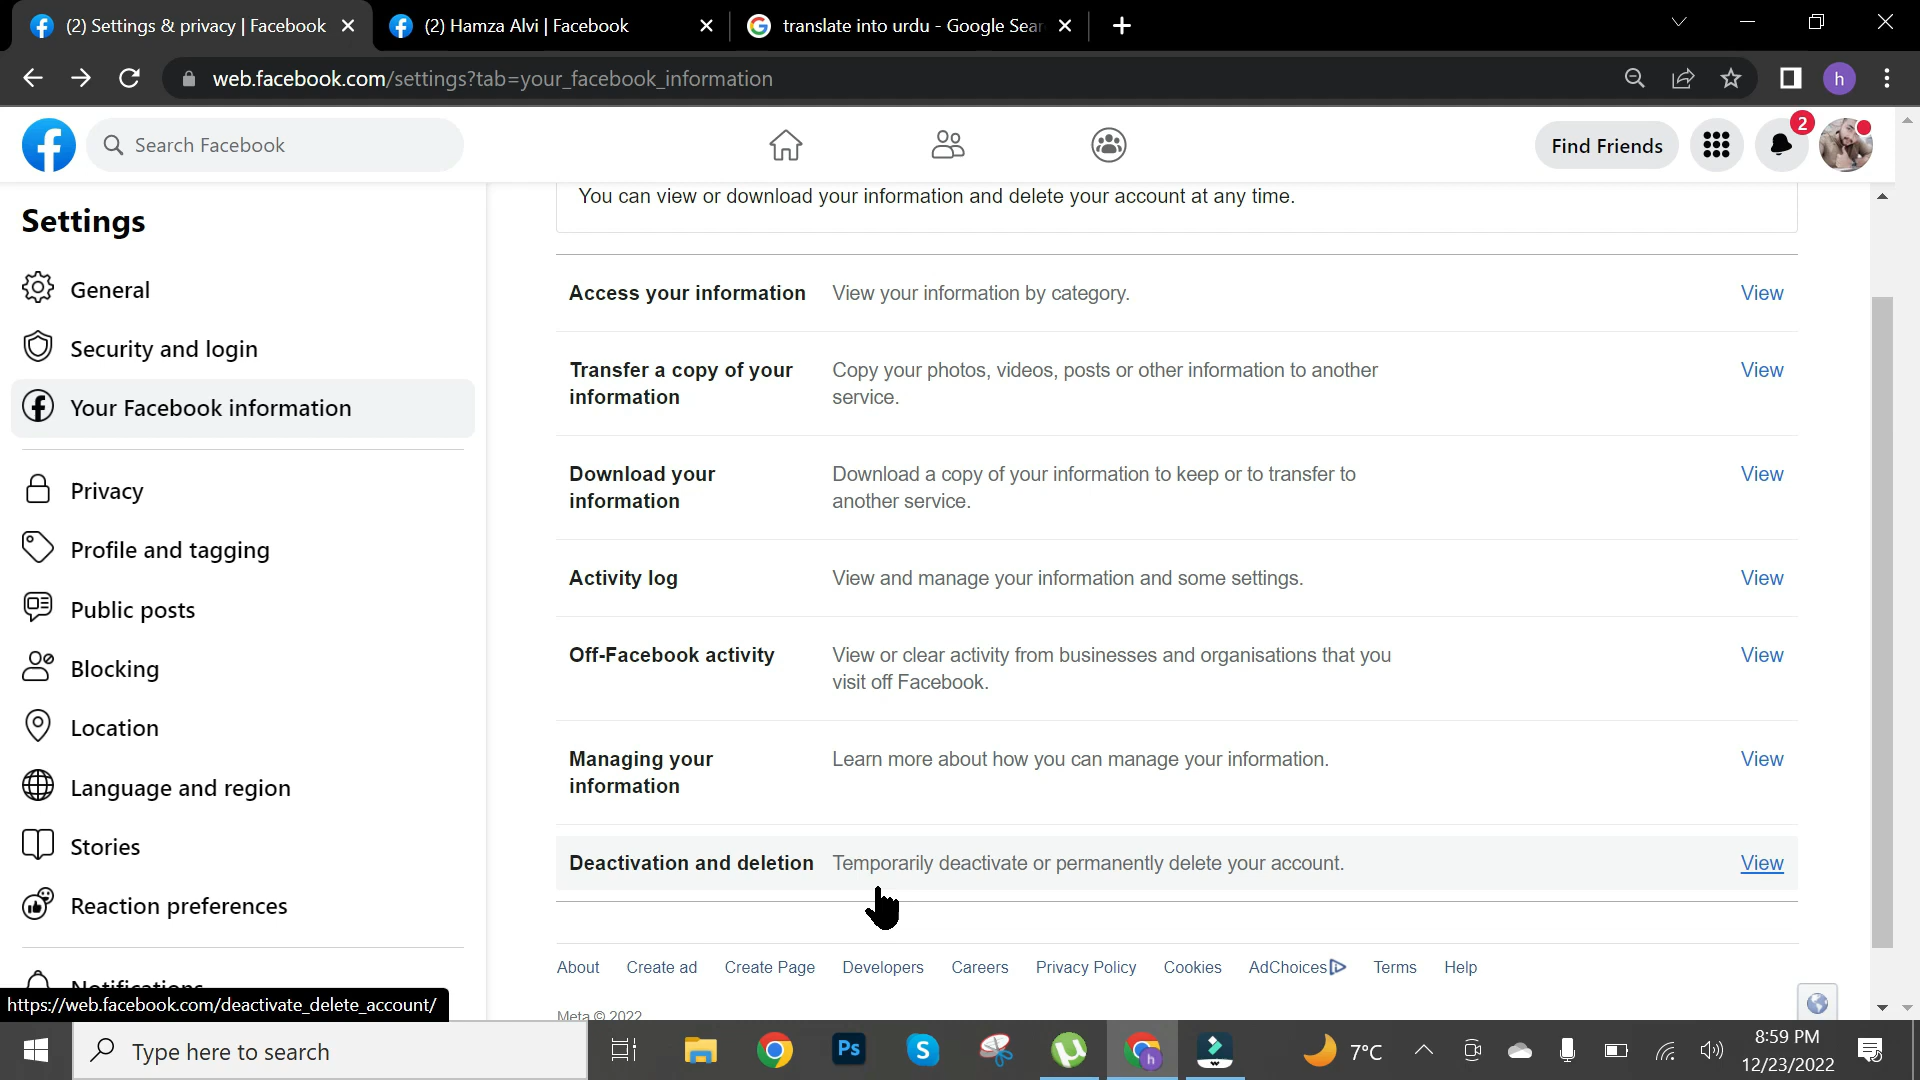 (2) Settings & privacy | Facebook
(2) Hamza Alvi | Facebook
translate into urdu - Google Sear
web.facebook.com/settings?tab=your_facebook_information
h
Search Facebook
Find Friends
2
Settings
General
Security and login
Your Facebook information
Privacy
Profile and tagging
Public posts
Blocking
Location
Language and region
Stories
Reaction preferences
Notifications
https://web.facebook.com/deactivate_delete_account/
You can view or download your information and delete your account at any time.
Access your information View your information by category. View
Transfer a copy of your information
Copy your photos, videos, posts or other information to another service.
View
Download your information
Download a copy of your information to keep or to transfer to another service.
View
Activity log View and manage your information and some settings. View
Off-Facebook activity
View or clear activity from businesses and organisations that you visit off Facebook.
View
Managing your information
Learn more about how you can manage your information.
View
Deactivation and deletion Temporarily deactivate or permanently delete your account. View
About Create ad Create Page Developers Careers Privacy Policy Cookies AdChoices Terms Help
Meta © 2022
Type here to search
Ps
S
h
7°C
8:59 PM
12/23/2022